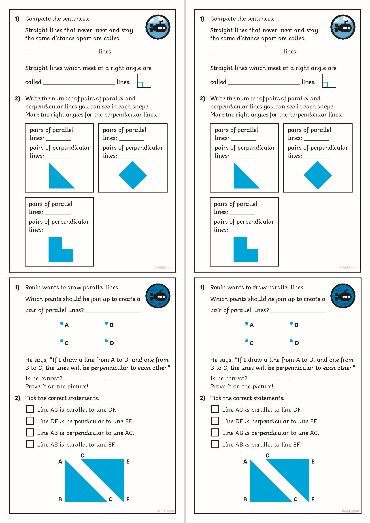 1) Complete the sentences.
Straight lines that never meet and stay
the same distance apart are called
lines.
Straight lines which meet at a right angle are
called lines.
2) Write the number of pairs of parallel and
perpendicular lines you can see in each shape.
Mark the right angles for the perpendicular lines.
pairs of parallel
lines:
pairs of perpendicular
lines:
pairs of parallel
lines:
pairs of perpendicular
lines:
pairs of parallel
lines:
pairs of perpendicular
lines:
1) Complete the sentences.
Straight lines that never meet and stay
the same distance apart are called
lines.
Straight lines which meet at a right angle are
called lines.
2) Write the number of pairs of parallel and
perpendicular lines you can see in each shape.
Mark the right angles for the perpendicular lines.
pairs of parallel
lines:
pairs of perpendicular
lines:
pairs of parallel
lines:
pairs of perpendicular
lines:
pairs of parallel
lines:
pairs of perpendicular
lines:
1) wants to draw parallel lines.
Which points should he join up to create a
pair of parallel lines?
A B
C D
He says, "If I draw a line from A to D, and one from
B to C, the lines will be perpendicular to each other."
Is he correct?
Prove it on the picture!
2) Tick the correct statements.
Line AB is parallel to line
Line is perpendicular to line
Line AB is perpendicular to line AC.
Line AB is parallel to line EF.
A C E
B C F
1) wants to draw parallel lines.
Which points should he join up to create a
pair of parallel lines?
A B
C D
He says, "If I draw a line from A to D, and one from
B to C, the lines will be perpendicular to each other."
Is he correct?
Prove it on the picture!
2) Tick the correct statements.
Line AB is parallel to line
Line is perpendicular to line
Line AB is perpendicular to line AC.
Line AB is parallel to line EF.
A C E
B C F